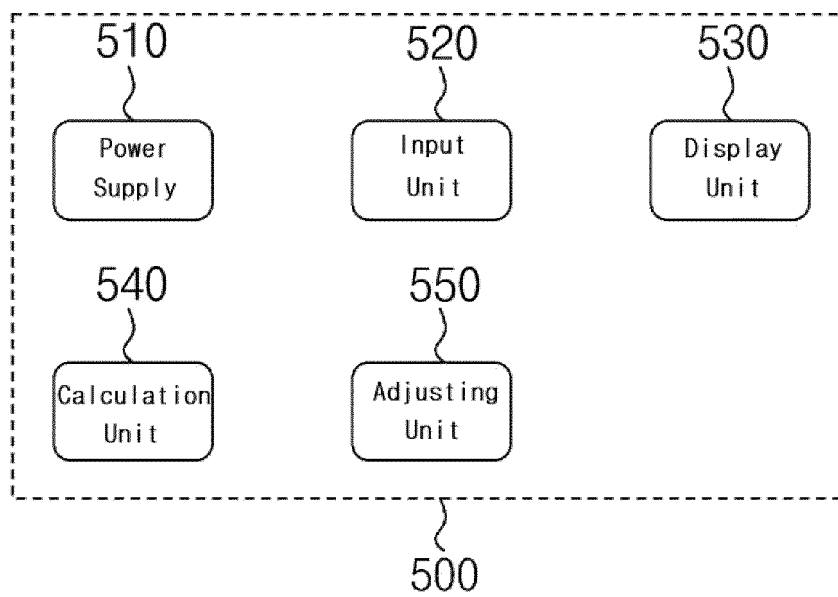 510
520
530
Power
Supply
Input
Unit
Display
Unit
540
550
Calculation
Unit
Adjusting
Unit
500